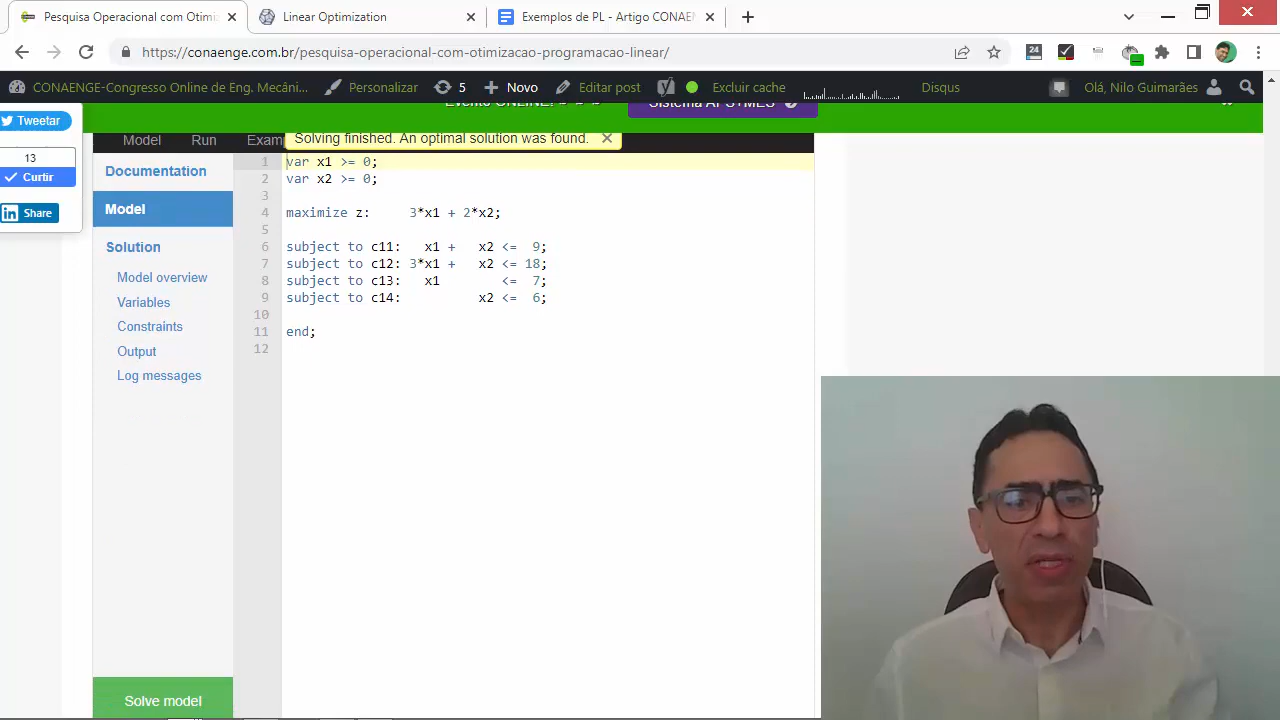 Pesquisa Operacional com Otimi
Linear Optimization
Exemplos de PL - Artigo CONAEN
https://conaenge.com.br/pesquisa-operacional-com-otimizacao-programacao-linear/
24
CONAENGE-Congresso Online de Eng. Mecâni...
Personalizar
5
Novo
Editar post
Excluir cache
Disqus
Olá, Nilo Guimarães
Tweetar
13
Curtir
Share
Model
Run
Exam
Solving finished. An optimal solution was found.
Documentation
Model
Solution
Model overview
Variables
Constraints
Output
Log messages
Solve model
1 var x1 >= 0;
2 var x2 >= 0;
3
4 maximize z: 3*x1 + 2*x2;
5
6 subject to c11: x1 + x2 <= 9;
7 subject to c12: 3*x1 + x2 <= 18;
8 subject to c13: x1 <= 7;
9 subject to c14: x2 <= 6;
10
11 end;
12